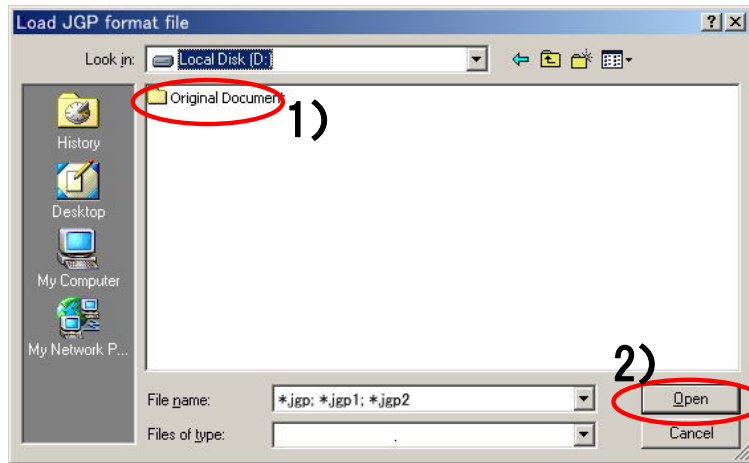 Load JGP format file
Look in: Local Disk (D:)
Original Document
1)
History
Desktop
My Computer
My Network P...
2)
File name: *.jgp; *.jgp1; *.jgp2 Open
Files of type: . Cancel